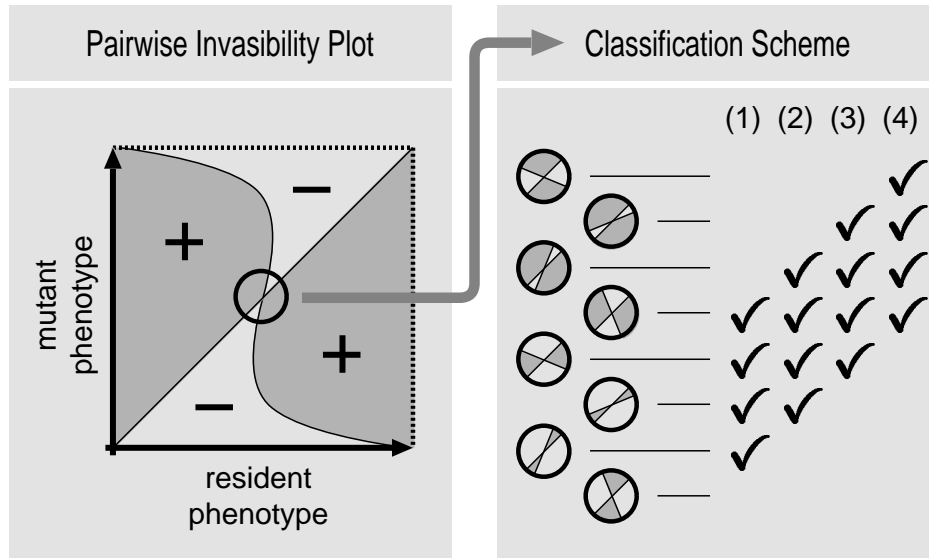 Pairwise Invasibility Plot
Classification Scheme
mutant
phenotype
+
−
−
+
resident
phenotype
(1) (2) (3) (4)